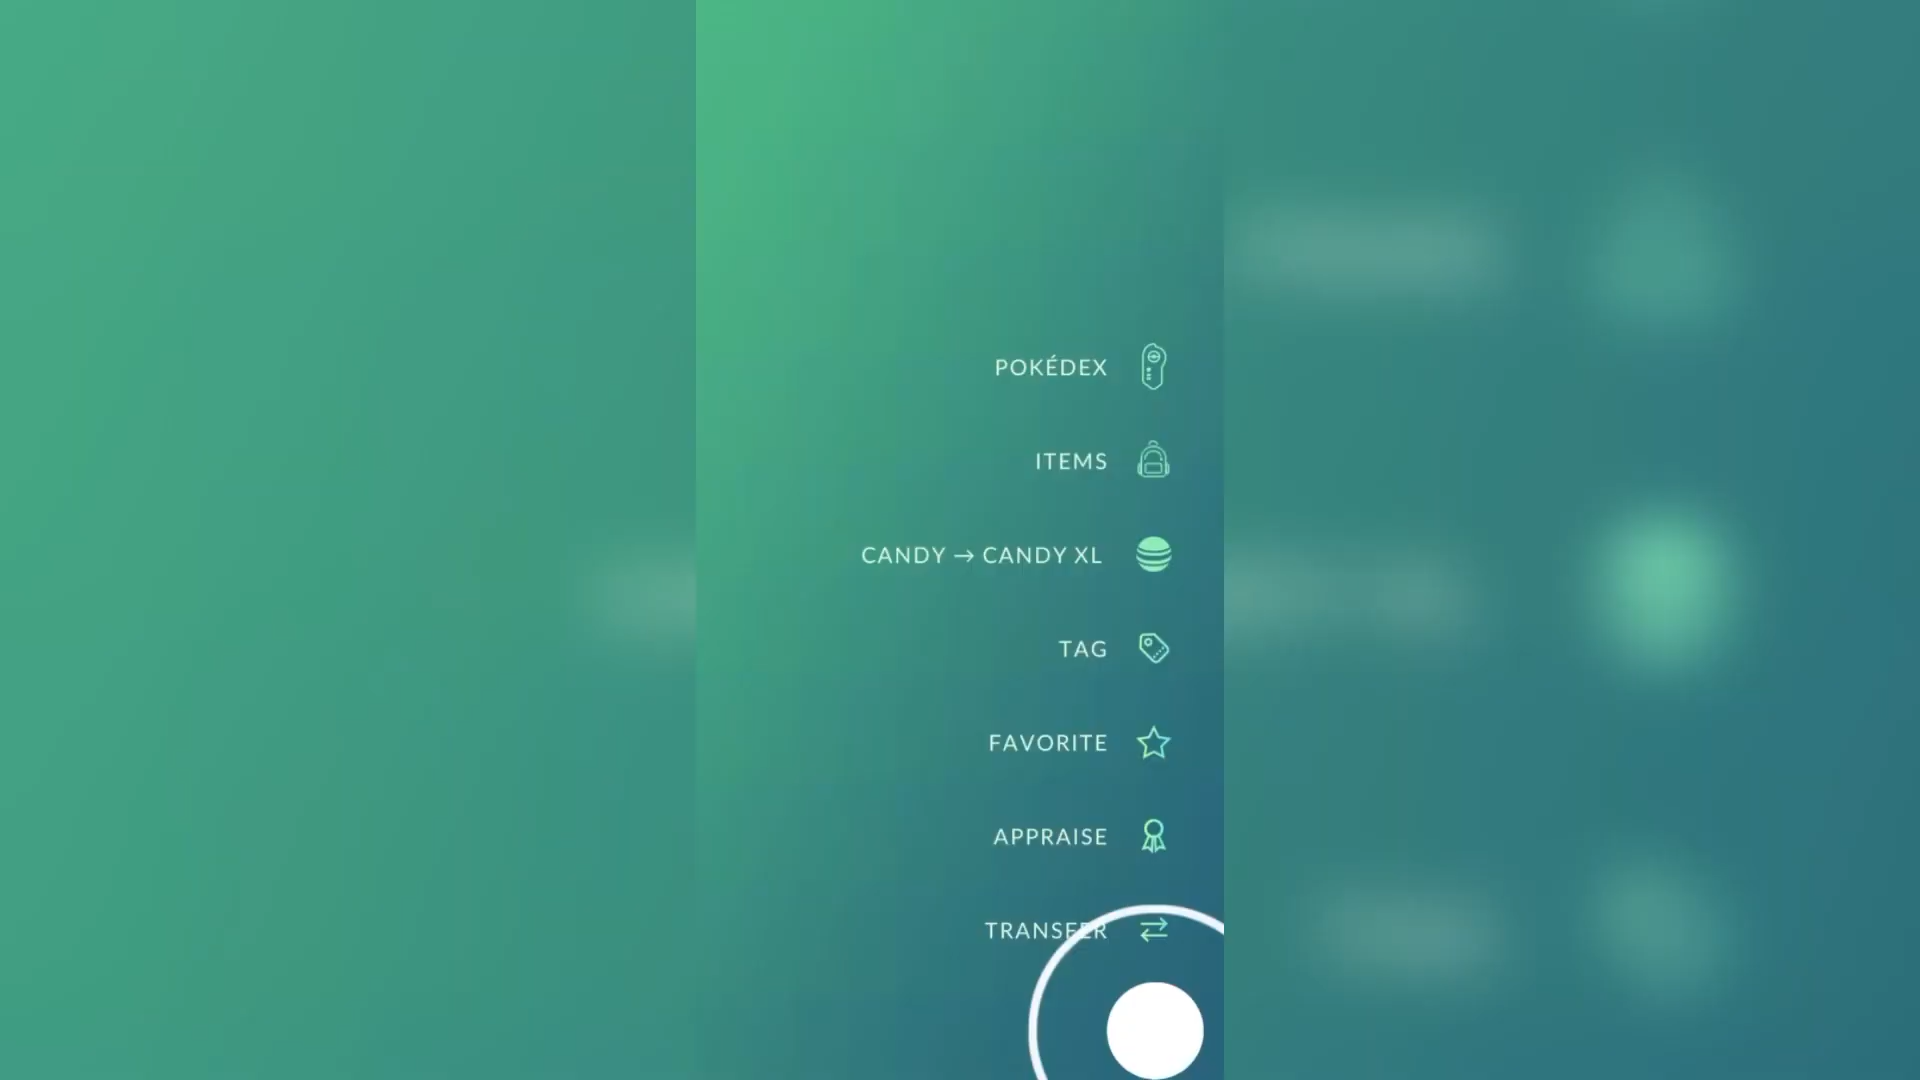 POKÉDEX
ITEMS
CANDY → CANDY XL
TAG
FAVORITE
APPRAISE
TRANSFER